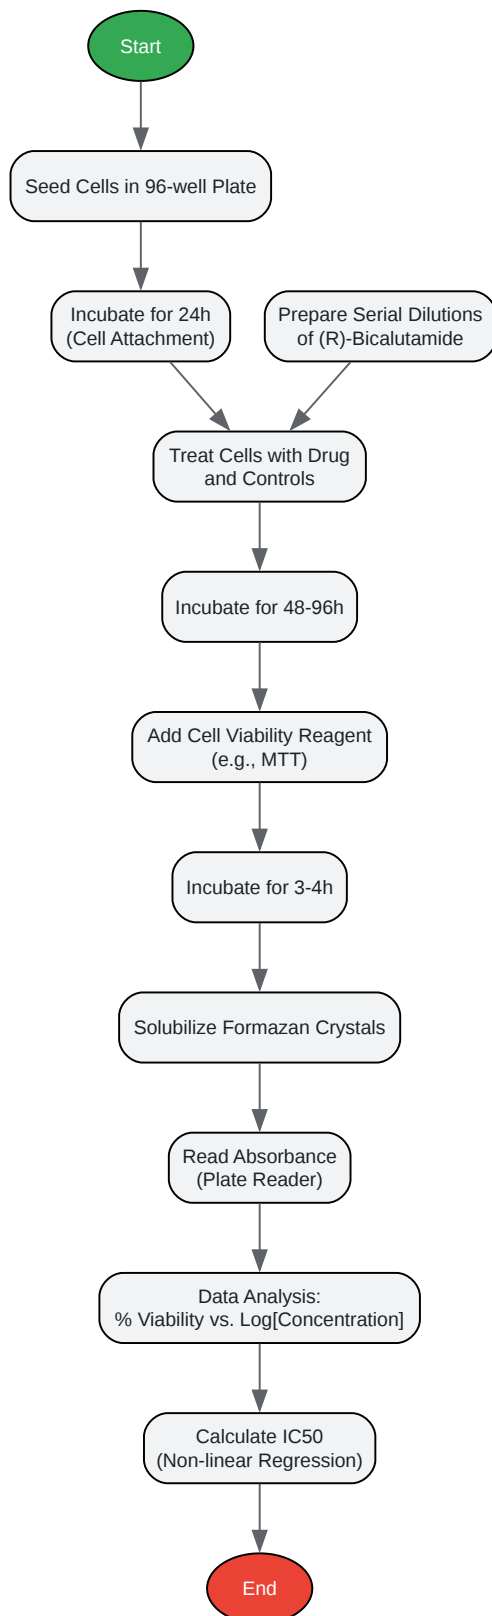 Start
Seed Cells in 96-well Plate
Incubate for 24h
(Cell Attachment)
Prepare Serial Dilutions
of (R)-Bicalutamide
Treat Cells with Drug
and Controls
Incubate for 48-96h
Add Cell Viability Reagent
(e.g., MTT)
Incubate for 3-4h
Solubilize Formazan Crystals
Read Absorbance
(Plate Reader)
Data Analysis:
% Viability vs. Log[Concentration]
Calculate IC50
(Non-linear Regression)
End